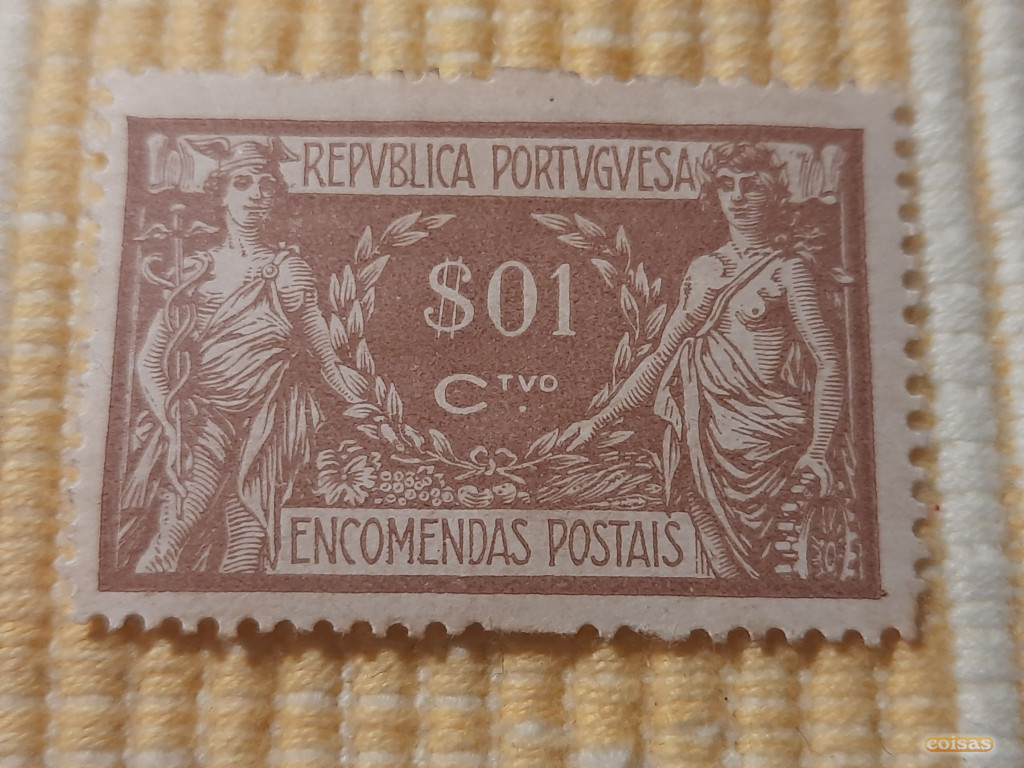 REPVBLICA PORTVGVESA
$01
CTVO.
ENCOMENDAS POSTAIS
coisas